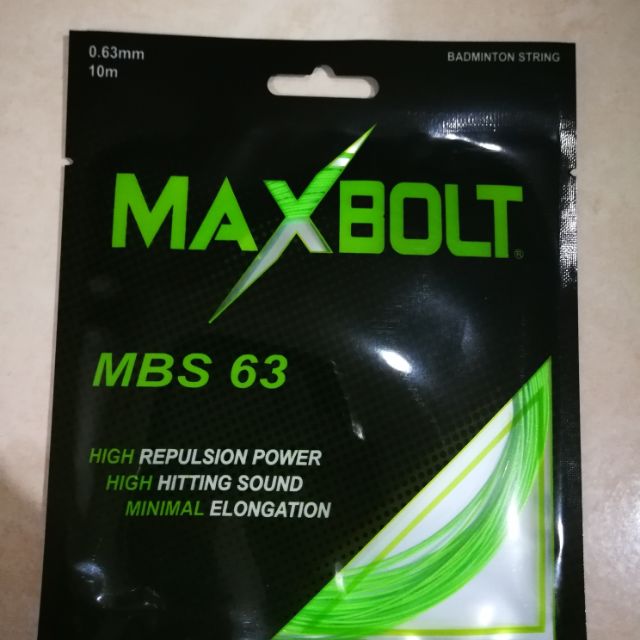 0.63mm
10m
BADMINTON STRING
MAXBOLT®
MBS 63
HIGH REPULSION POWER
HIGH HITTING SOUND
MINIMAL ELONGATION